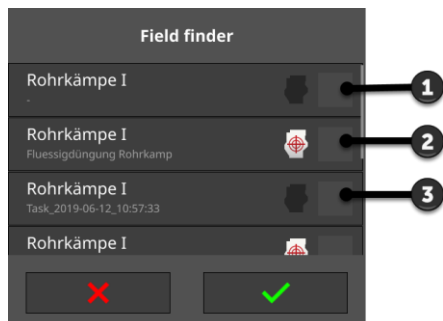 Field finder
Rohrkämpe I
-
1
Rohrkämpe I
Fluessigdüngung Rohrkamp
2
Rohrkämpe I
Task_2019-06-12_10:57:33
3
Rohrkämpe I